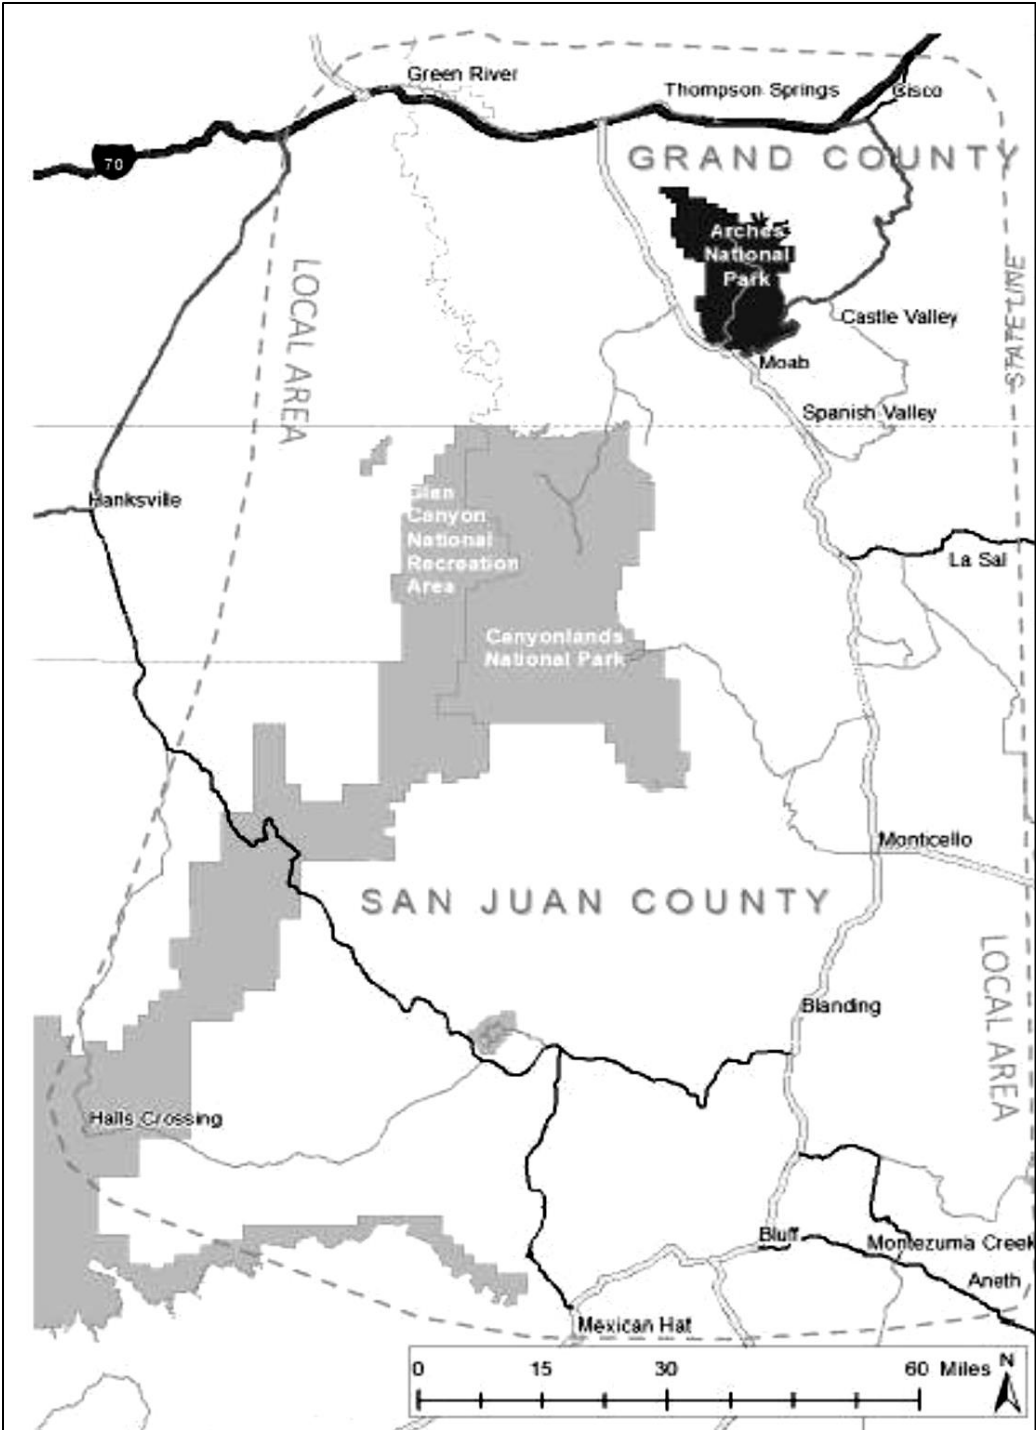 Green River
Thompson Springs
Cisco
70
GRAND COUNTY
Arches
National
Park
LOCAL AREA
STATELINE
Castle Valley
Moab
Spanish Valley
Hanksville
Glen
Canyon
National
Recreation
Area
La Sal
Canyonlands
National Park
Monticello
SAN JUAN COUNTY
LOCAL AREA
Blanding
Halls Crossing
Bluff
Montezuma Creek
Aneth
Mexican Hat
0 15 30 60 Miles N